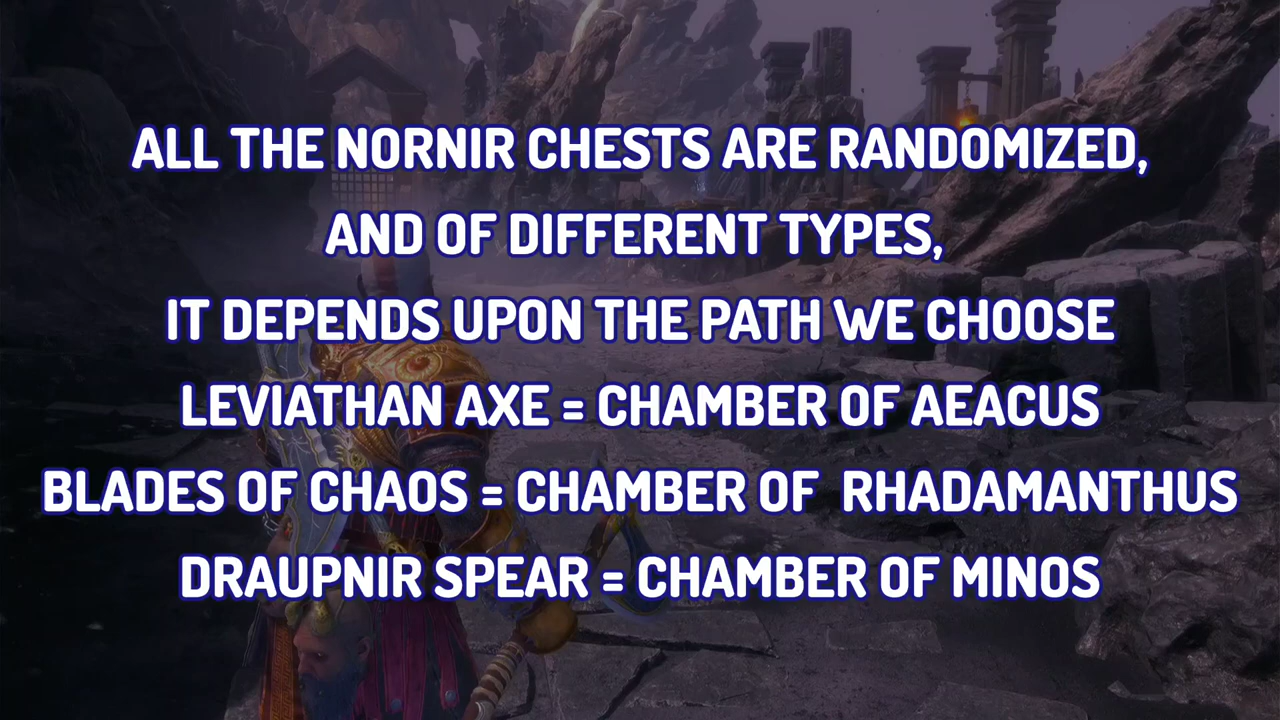 ALL THE NORNIR CHESTS ARE RANDOMIZED,
AND OF DIFFERENT TYPES,
IT DEPENDS UPON THE PATH WE CHOOSE
LEVIATHAN AXE = CHAMBER OF AEACUS
BLADES OF CHAOS = CHAMBER OF RHADAMANTHUS
DRAUPNIR SPEAR = CHAMBER OF MINOS